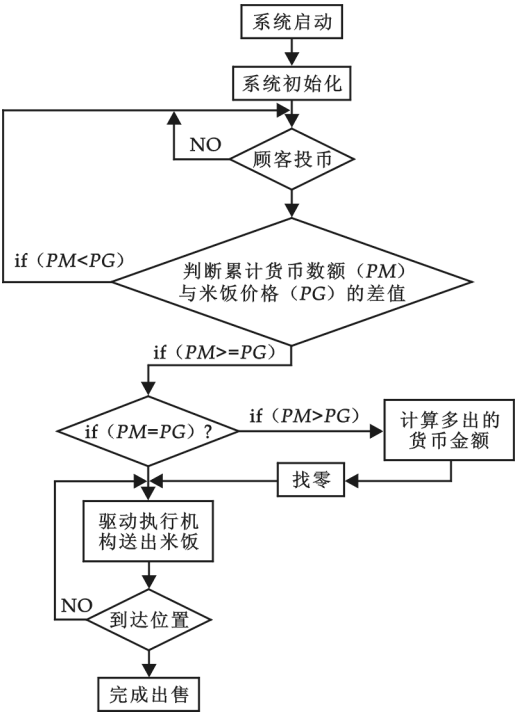 系统启动
系统初始化
NO
顾客投币
if（PM<PG）
判断累计货币数额（PM）
与米饭价格（PG）的差值
if（PM>=PG）
if（PM=PG）?
if（PM>PG）
计算多出的
货币金额
找零
驱动执行机
构送出米饭
NO
到达位置
完成出售